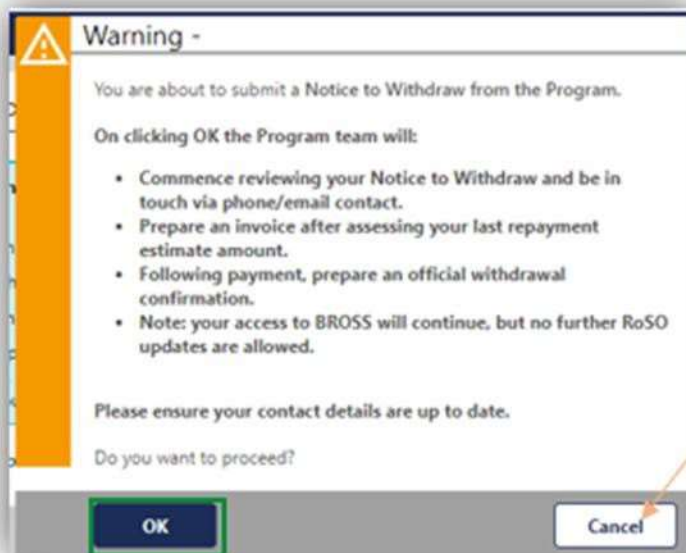 Warning -
You are about to submit a Notice to Withdraw from the Program.
On clicking OK the Program team will:
• Commence reviewing your Notice to Withdraw and be in
touch via phone/email contact.
• Prepare an invoice after assessing your last repayment
estimate amount.
• Following payment, prepare an official withdrawal
confirmation.
• Note: your access to BROSS will continue, but no further RoSO
updates are allowed.
Please ensure your contact details are up to date.
Do you want to proceed?
OK
Cancel